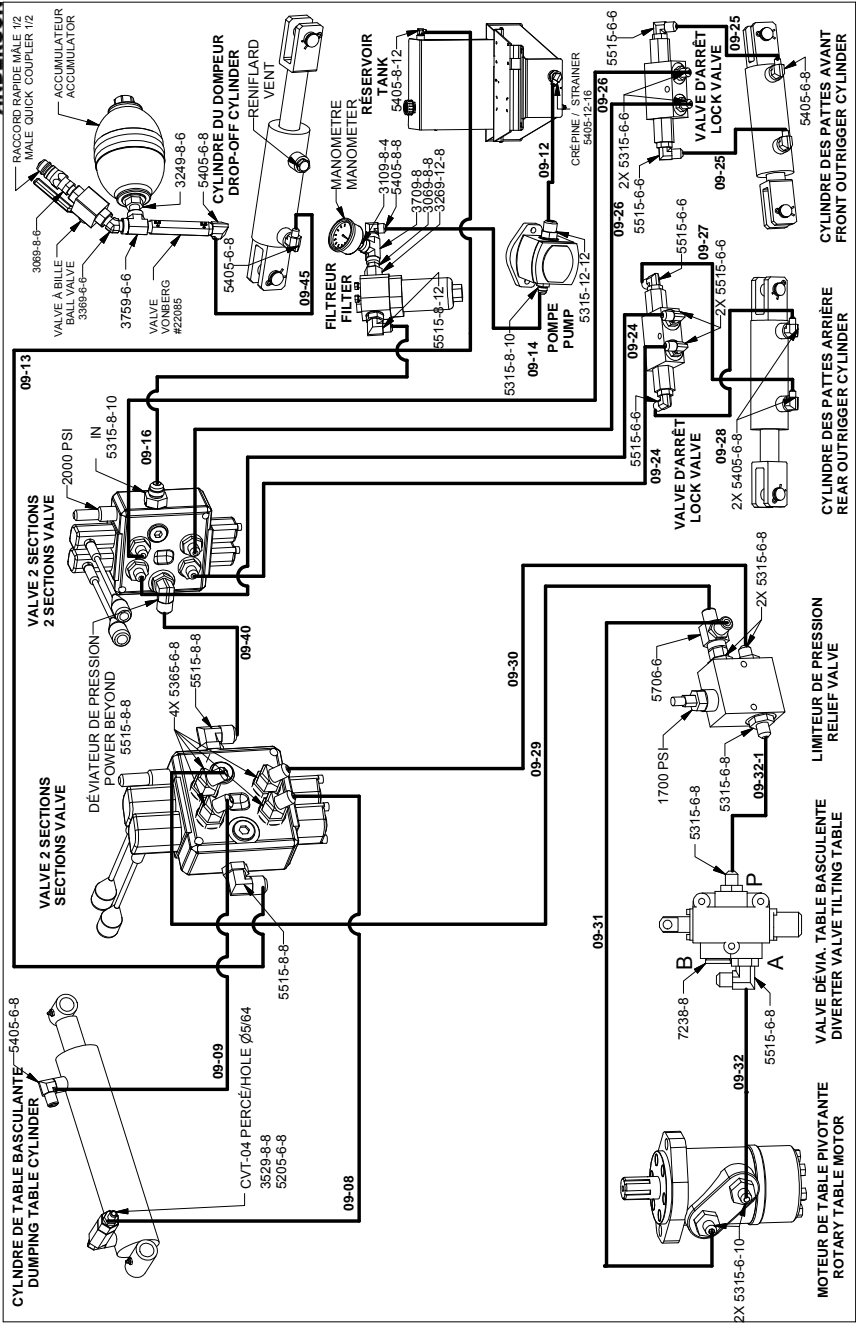 CYLNDRE DE TABLE BASCULANTE
DUMPING TABLE CYLINDER
5405-6-8
CVT-04 PERCÉ/HOLE Ø5/64
3529-8-8
5205-6-8
09-08
09-09
VALVE 2 SECTIONS
SECTIONS VALVE
5515-8-8
4X 5365-6-8
5515-8-8
DÉVIATEUR DE PRESSION
POWER BEYOND
5515-8-8
09-40
VALVE 2 SECTIONS
2 SECTIONS VALVE
2000 PSI
IN
5315-8-10
09-16
09-13
RACCORD RAPIDE MÂLE 1/2
MALE QUICK COUPLER 1/2
ACCUMULATEUR
ACCUMULATOR
3069-8-6
VALVE À BILLE
BALL VALVE
3369-6-6
3759-6-6
VALVE
VONBERG
#22085
3249-8-6
5405-6-8
CYLINDRE DU DOMPEUR
DROP-OFF CYLINDER
RENIFLARD
VENT
5405-6-8
09-45
MANOMETRE
MANOMETER
FILTREUR
FILTER
3109-8-4
5405-8-8
3709-8
3069-8-8
3269-12-8
5515-8-12
RÉSERVOIR
TANK
5405-8-12
CRÉPINE / STRAINER
5405-12-16
09-12
5315-8-10
09-14
POMPE
PUMP
5315-12-12
09-30
09-29
09-31
MOTEUR DE TABLE PIVOTANTE
ROTARY TABLE MOTOR
2X 5315-6-10
09-32
VALVE DÉVIA. TABLE BASCULENTE
DIVERTER VALVE TILTING TABLE
7238-8
B
A
P
5515-6-8
5315-6-8
09-32-1
LIMITEUR DE PRESSION
RELIEF VALVE
1700 PSI
5315-6-8
5706-6
2X 5315-6-8
CYLINDRE DES PATTES ARRIÈRE
REAR OUTRIGGER CYLINDER
VALVE D'ARRÊT
LOCK VALVE
5515-6-6
09-24
09-24
09-28
2X 5405-6-8
2X 5515-6-6
5515-6-6
09-27
CYLINDRE DES PATTES AVANT
FRONT OUTRIGGER CYLINDER
VALVE D'ARRÊT
LOCK VALVE
5515-6-6
09-26
2X 5315-6-6
09-26
09-25
5515-6-6
09-25
5405-6-8